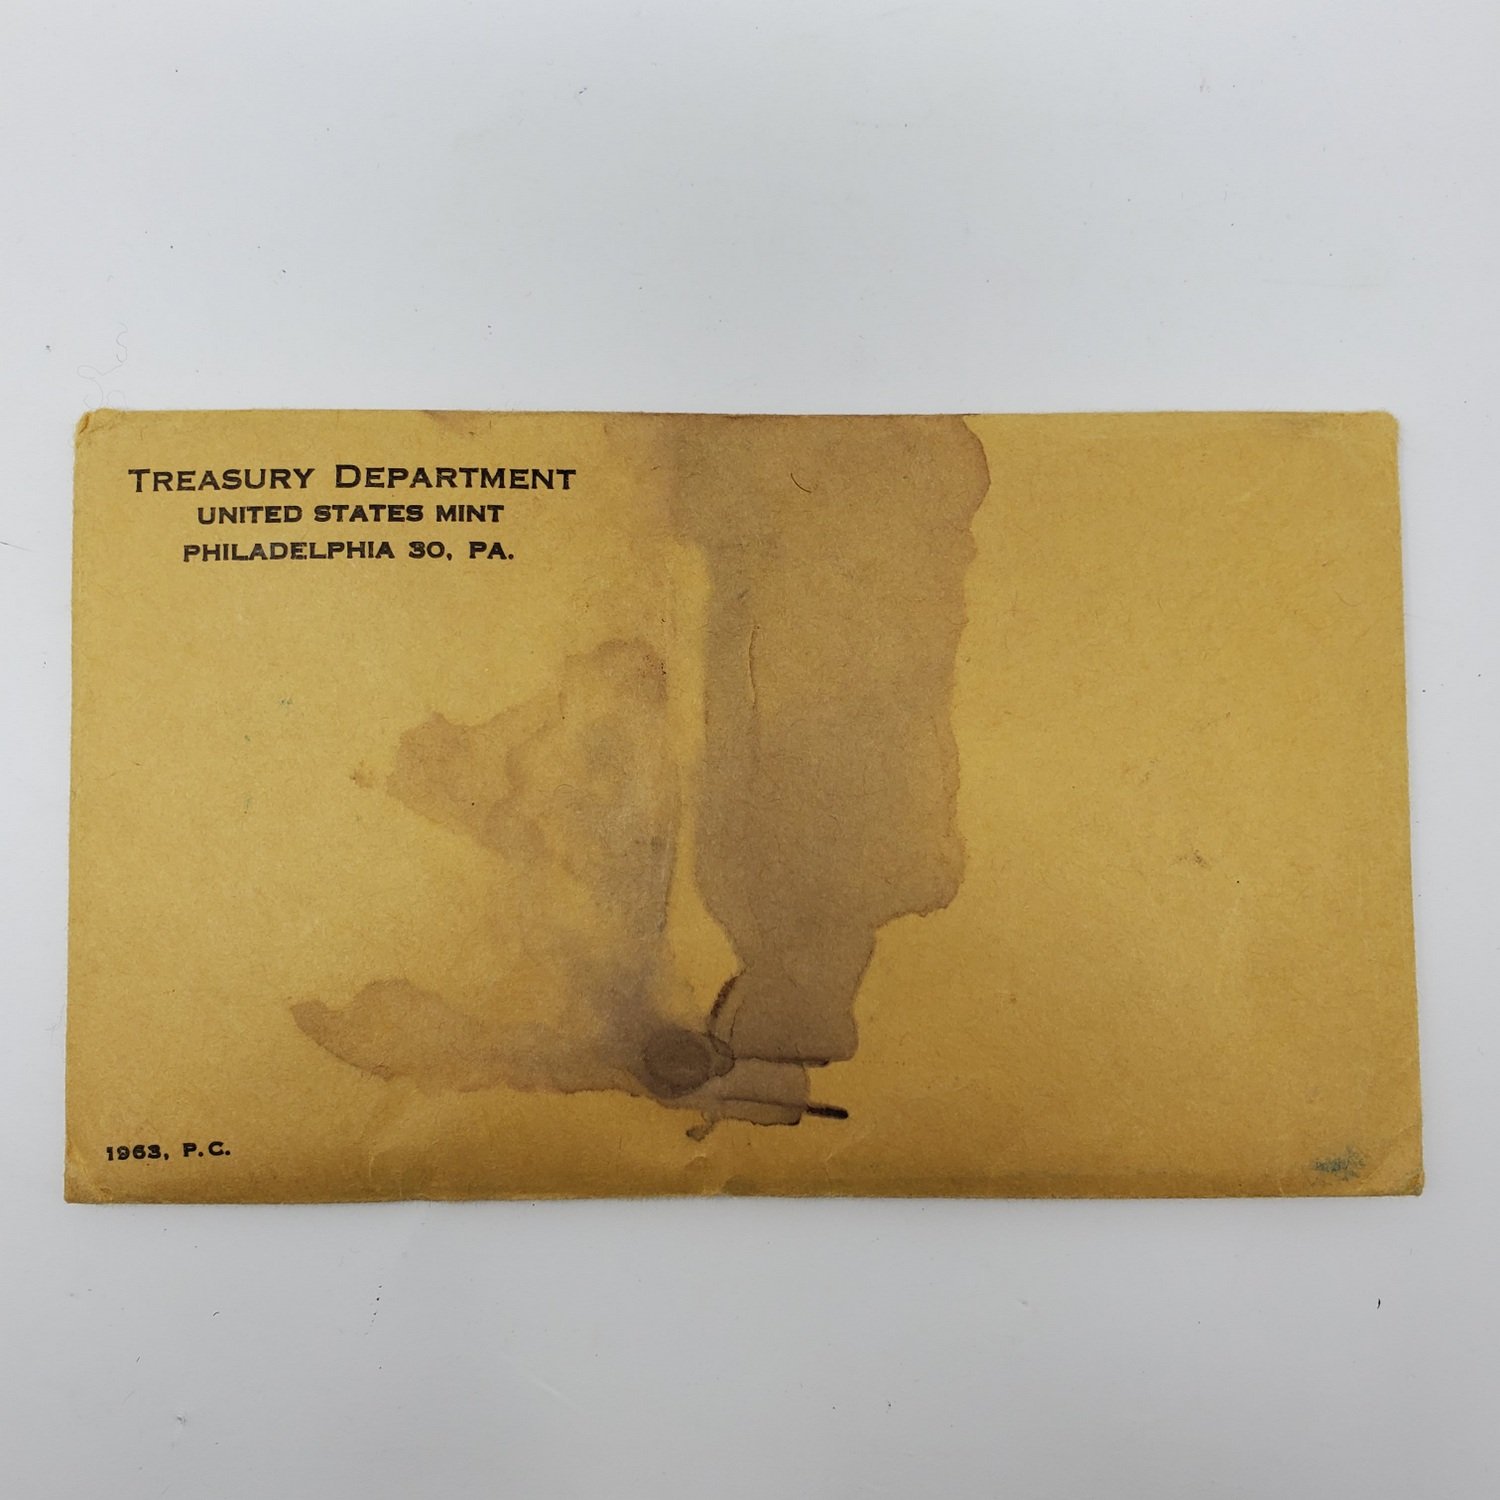 TREASURY DEPARTMENT
UNITED STATES MINT
PHILADELPHIA 30, PA.
1963, P.C.